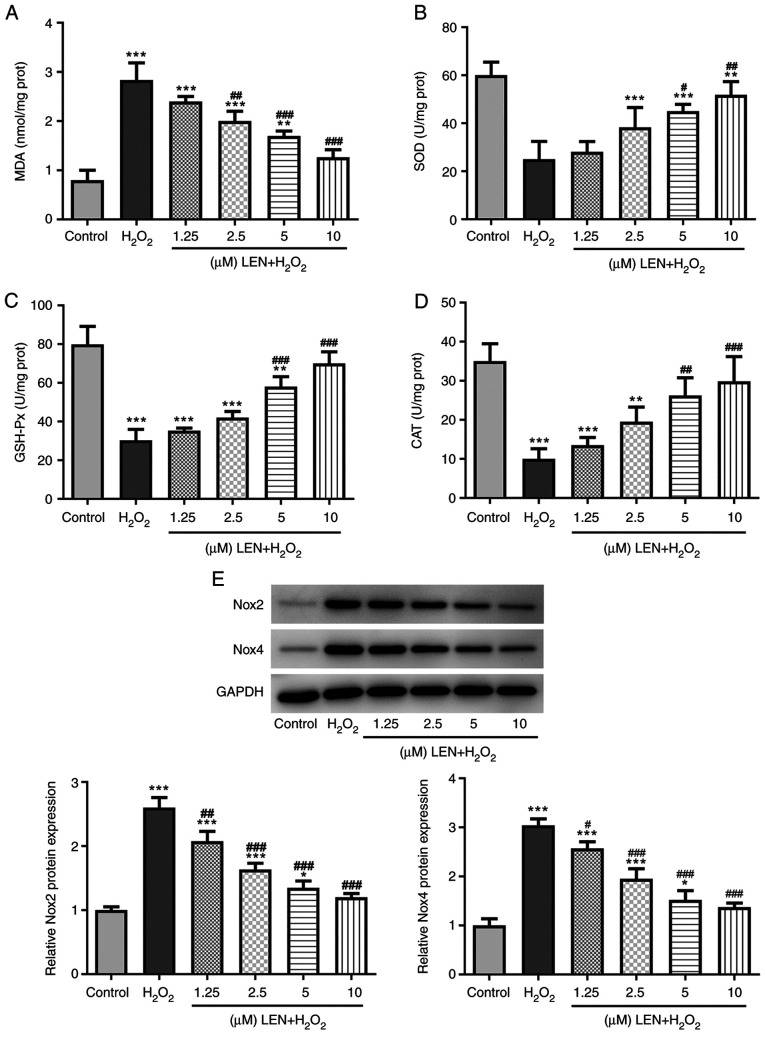 A
MDA (nmol/mg prot)
4
3
2
1
0
***
***
##
***
###
**
###
Control
H₂O₂
1.25
2.5
5
10
(μM) LEN+H₂O₂
B
SOD (U/mg prot)
80
60
40
20
0
***
#
***
##
**
Control
H₂O₂
1.25
2.5
5
10
(μM) LEN+H₂O₂
C
GSH-Px (U/mg prot)
100
80
60
40
20
0
***
***
***
###
**
###
Control
H₂O₂
1.25
2.5
5
10
(μM) LEN+H₂O₂
D
CAT (U/mg prot)
50
40
30
20
10
0
***
***
**
##
###
Control
H₂O₂
1.25
2.5
5
10
(μM) LEN+H₂O₂
E
Nox2
Nox4
GAPDH
Control
H₂O₂
1.25
2.5
5
10
(μM) LEN+H₂O₂
Relative Nox2 protein expression
3
2
1
0
***
##
***
###
***
###
*
###
Control
H₂O₂
1.25
2.5
5
10
(μM) LEN+H₂O₂
Relative Nox4 protein expression
4
3
2
1
0
***
#
***
###
***
###
*
###
Control
H₂O₂
1.25
2.5
5
10
(μM) LEN+H₂O₂